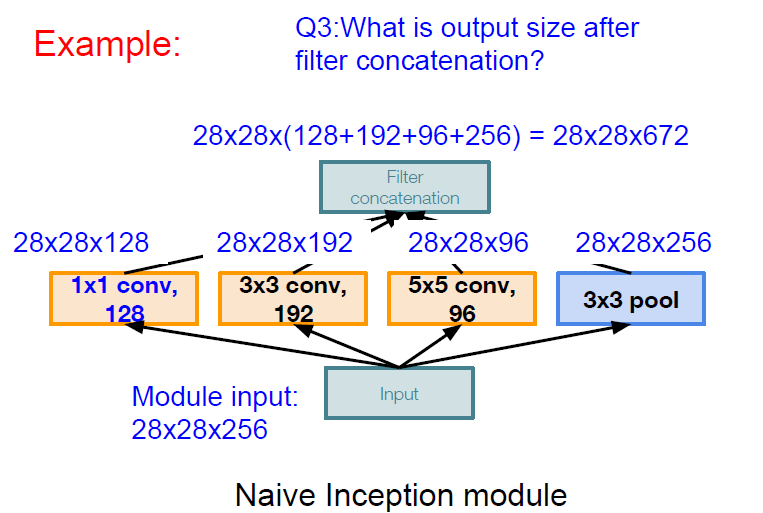 Example:
Q3:What is output size after
filter concatenation?
28x28x(128+192+96+256) = 28x28x672
Filter
concatenation
28x28x128
28x28x192
28x28x96
28x28x256
1x1 conv,
128
3x3 conv,
192
5x5 conv,
96
3x3 pool
Input
Module input:
28x28x256
Naive Inception module